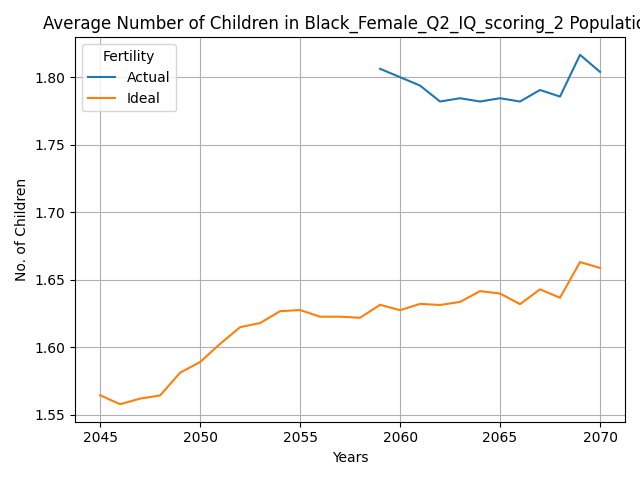 Average Number of Children in Black_Female_Q2_IQ_scoring_2 Populatio
Fertility
Actual
Ideal
No. of Children
1.80
1.75
1.70
1.65
1.60
1.55
2045 2050 2055 2060 2065 2070
Years